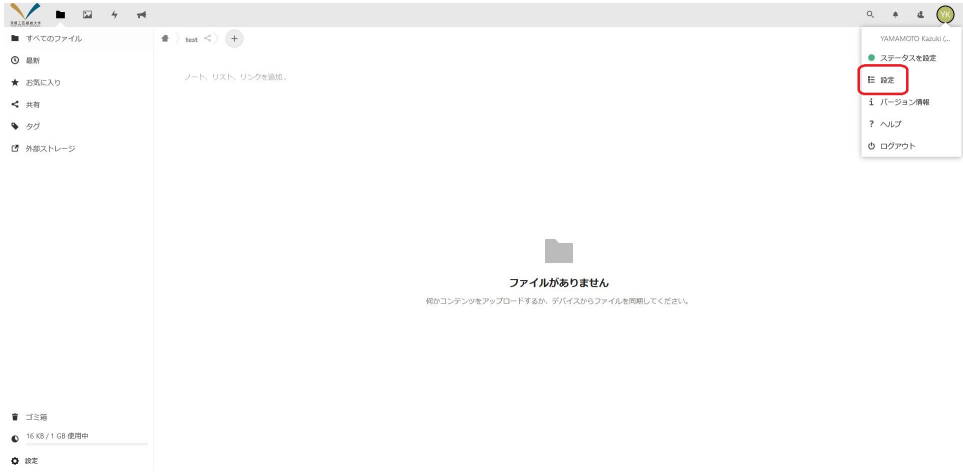 YK
すべてのファイル
test
YAMAMOTO Kazuki (...
最新
ステータスを設定
ノート、リスト、リンクを追加..
お気に入り
設定
共有
バージョン情報
タグ
ヘルプ
外部ストレージ
ログアウト
ファイルがありません
何かコンテンツをアップロードするか、デバイスからファイルを同期してください。
ゴミ箱
16 KB / 1 GB 使用中
設定